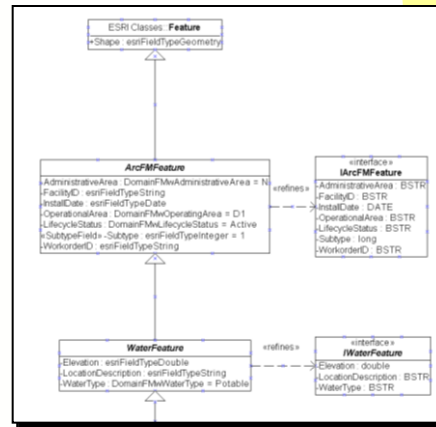 ESRI Classes::Feature
+Shape : esriFieldTypeGeometry
ArcFMFeature
-AdministrativeArea : DomainFMwAdministrativeArea = N
-FacilityID : esriFieldTypeString
-InstallDate : esriFieldTypeDate
-OperationalArea : DomainFMwOperatingArea = D1
-LifecycleStatus : DomainFMwLifecycleStatus = Active
«SubtypeField» -Subtype : esriFieldTypeInteger = 1
-WorkorderID : esriFieldTypeString
«refines»
«interface»
IArcFMFeature
-AdministrativeArea : BSTR
-FacilityID : BSTR
-InstallDate : DATE
-OperationalArea : BSTR
-LifecycleStatus : BSTR
-Subtype : long
-WorkorderID : BSTR
WaterFeature
-Elevation : esriFieldTypeDouble
-LocationDescription : esriFieldTypeString
-WaterType : DomainFMwWaterType = Potable
«refines»
«interface»
IWaterFeature
-Elevation : double
-LocationDescription : BSTR
-WaterType : BSTR